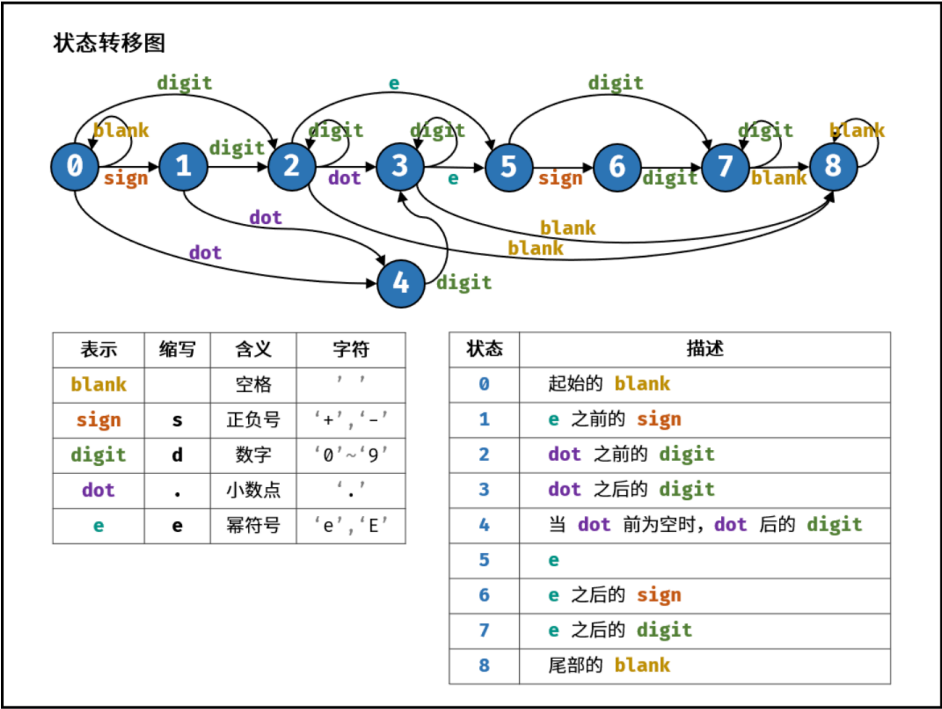 状态转移图
digit
e
digit
blank
digit
digit
digit
blank
digit
0
1
2
3
5
6
7
8
sign
dot
e
sign
digit
blank
dot
blank
dot
blank
4
digit
表示 缩写 含义 字符
blank 空格 ' '
sign s 正负号 ‘+’,‘-’
digit d 数字 ‘0’~‘9’
dot . 小数点 ‘.’
e e 幂符号 ‘e’,‘E’
状态 描述
0 起始的 blank
1 e 之前的 sign
2 dot 之前的 digit
3 dot 之后的 digit
4 当 dot 前为空时，dot 后的 digit
5 e
6 e 之后的 sign
7 e 之后的 digit
8 尾部的 blank